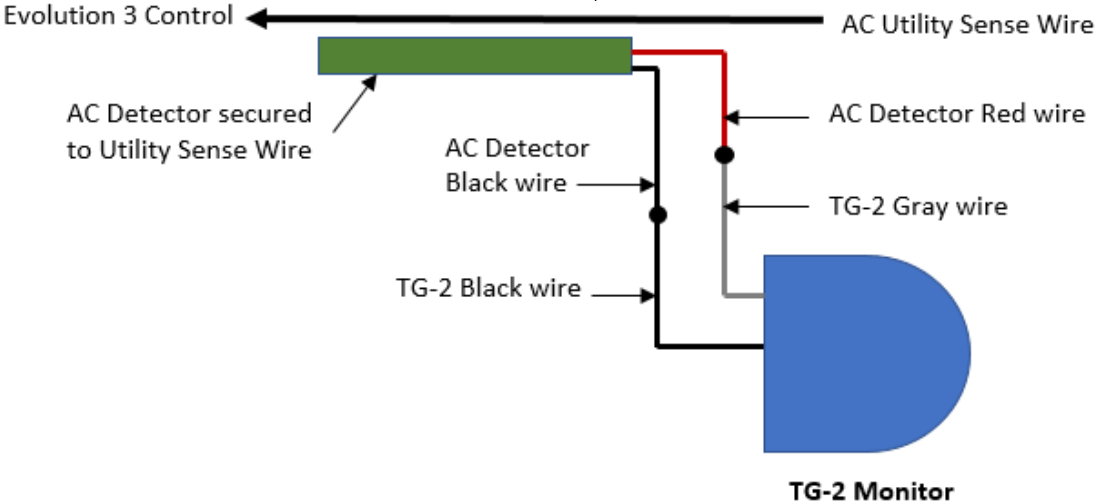 Evolution 3 Control
AC Utility Sense Wire
AC Detector secured
to Utility Sense Wire
AC Detector Red wire
AC Detector
Black wire
TG-2 Gray wire
TG-2 Black wire
TG-2 Monitor